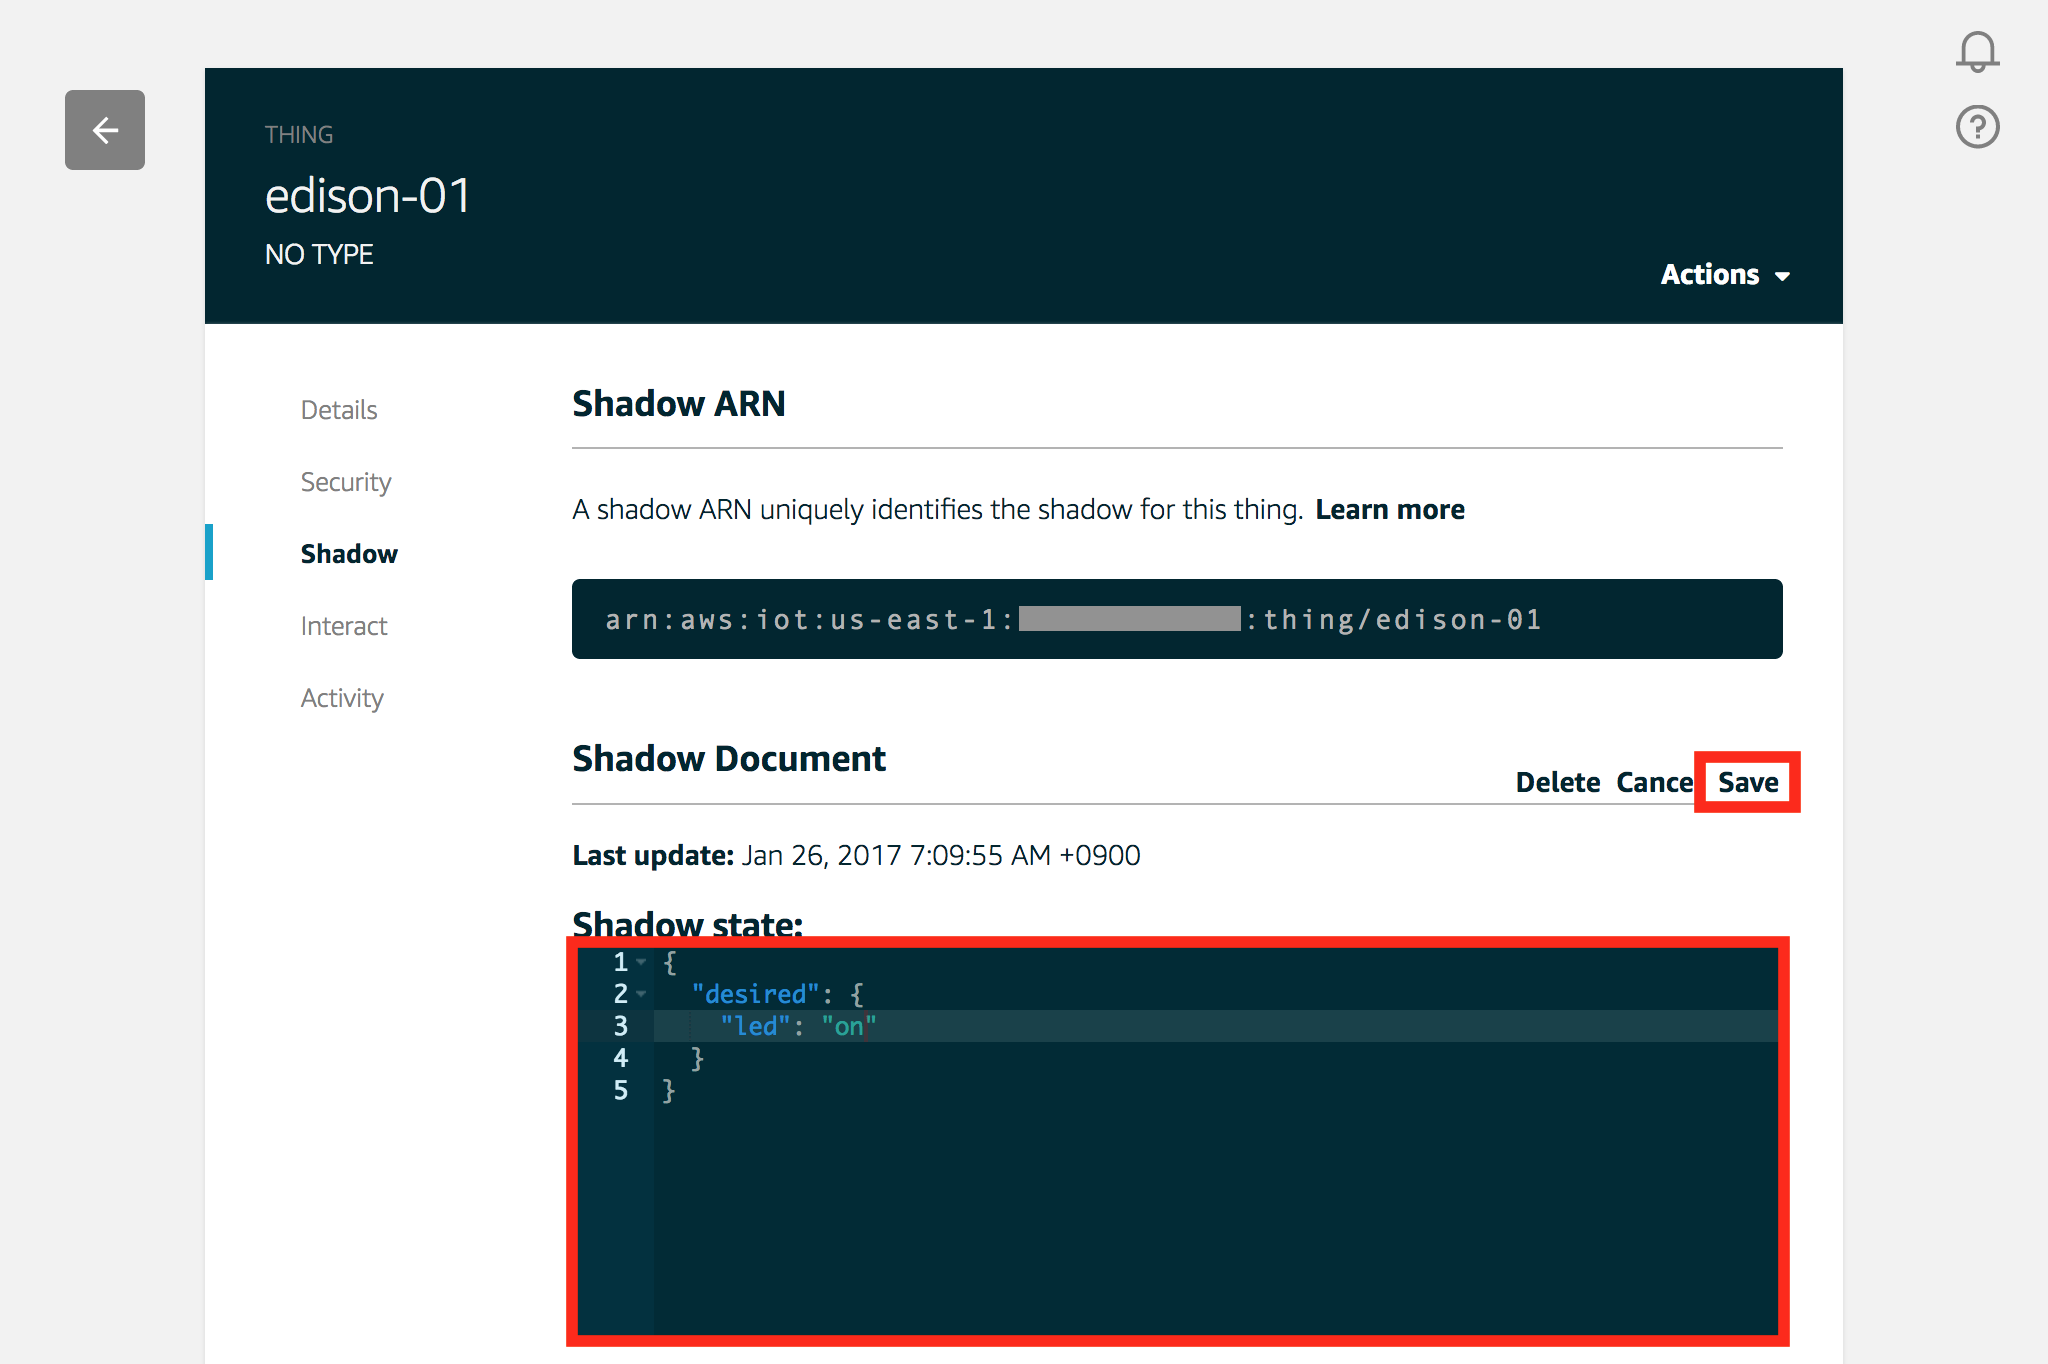 THING
edison-01
NO TYPE
Actions
Details
Security
Shadow
Interact
Activity
Shadow ARN
A shadow ARN uniquely identifies the shadow for this thing. Learn more
arn:aws:iot:us-east-1: :thing/edison-01
Shadow Document
Delete Cance Save
Last update: Jan 26, 2017 7:09:55 AM +0900
Shadow state:
1 {
2 "desired": {
3 "led": "on"
4 }
5 }